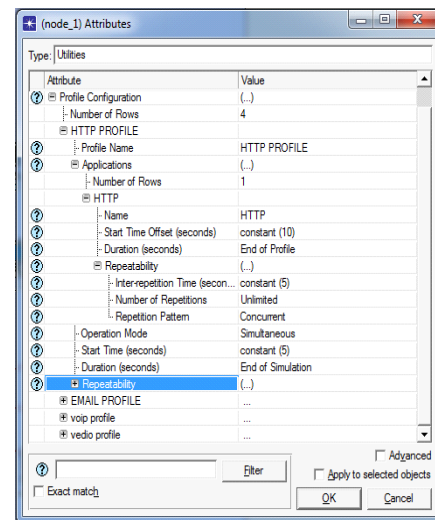 (node_1) Attributes
Type: Utilities
Attribute Value
Profile Configuration (...)
Number of Rows 4
HTTP PROFILE
Profile Name HTTP PROFILE
Applications (...)
Number of Rows 1
HTTP
Name HTTP
Start Time Offset (seconds) constant (10)
Duration (seconds) End of Profile
Repeatability (...)
Inter-repetition Time (secon... constant (5)
Number of Repetitions Unlimited
Repetition Pattern Concurrent
Operation Mode Simultaneous
Start Time (seconds) constant (5)
Duration (seconds) End of Simulation
Repeatability (...)
EMAIL PROFILE ...
voip profile ...
vedio profile ...
Advanced
Filter
Apply to selected objects
Exact match
OK Cancel